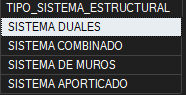 TIPO_SISTEMA_ESTRUCTURAL
SISTEMA DUALES
SISTEMA COMBINADO
SISTEMA DE MUROS
SISTEMA APORTICADO